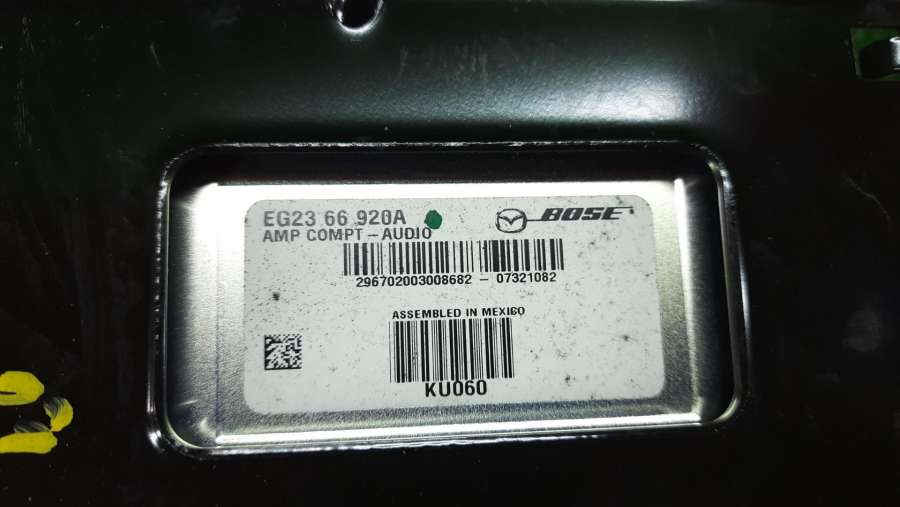 EG23 66 920A
BOSE
AMP COMPT – AUDIO
296702003008682 – 07321082
ASSEMBLED IN MEXICO
KU060